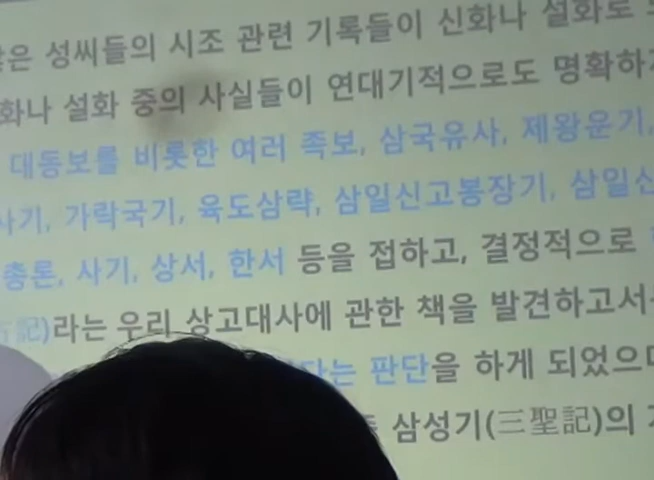 은 성씨들의 시조 관련 기록들이 신화나 설화로
화나 설화 중의 사실들이 연대기적으로도 명확하
대동보를 비롯한 여러 족보, 삼국유사, 제왕운기,
사기, 가락국기, 육도삼략, 삼일신고봉장기, 삼일신
총론, 사기, 상서, 한서 등을 접하고, 결정적으로
記)라는 우리 상고대사에 관한 책을 발견하고서
다는 판단을 하게 되었으며
삼성기(三聖記)의